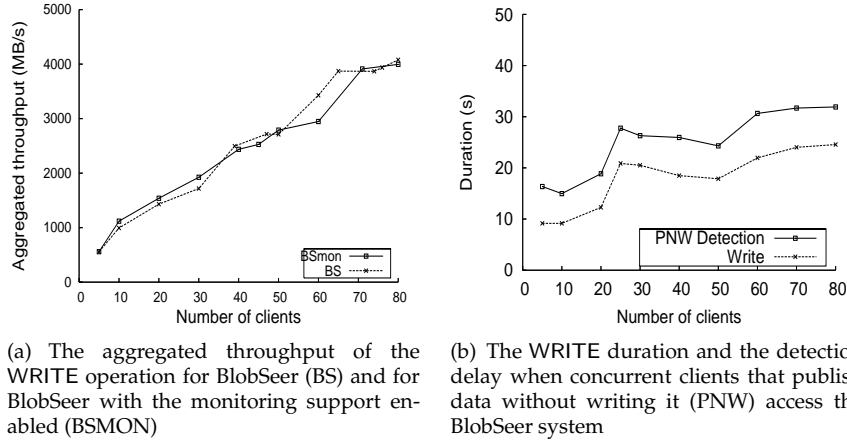 5000
4000
3000
2000
1000
0
Aggregated throughput (MB/s)
BSmon
BS
0 10 20 30 40 50 60 70 80
Number of clients
50
40
30
20
10
0
Duration (s)
PNW Detection
Write
0 10 20 30 40 50 60 70 80
Number of clients
(a) The aggregated throughput of the
WRITE operation for BlobSeer (BS) and for
BlobSeer with the monitoring support en-
abled (BSMON)
(b) The WRITE duration and the detectio
delay when concurrent clients that publis
data without writing it (PNW) access th
BlobSeer system